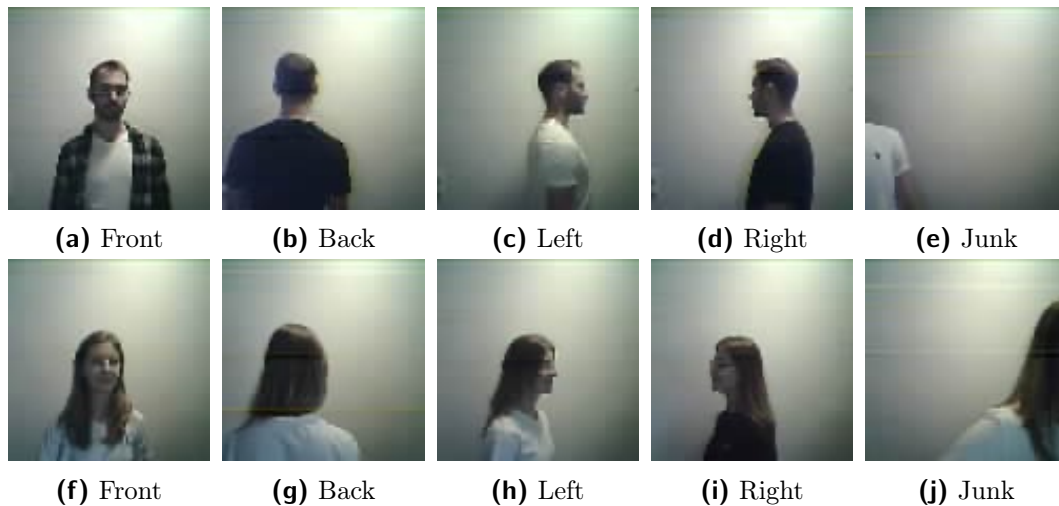 (a) Front
(b) Back
(c) Left
(d) Right
(e) Junk
(f) Front
(g) Back
(h) Left
(i) Right
(j) Junk